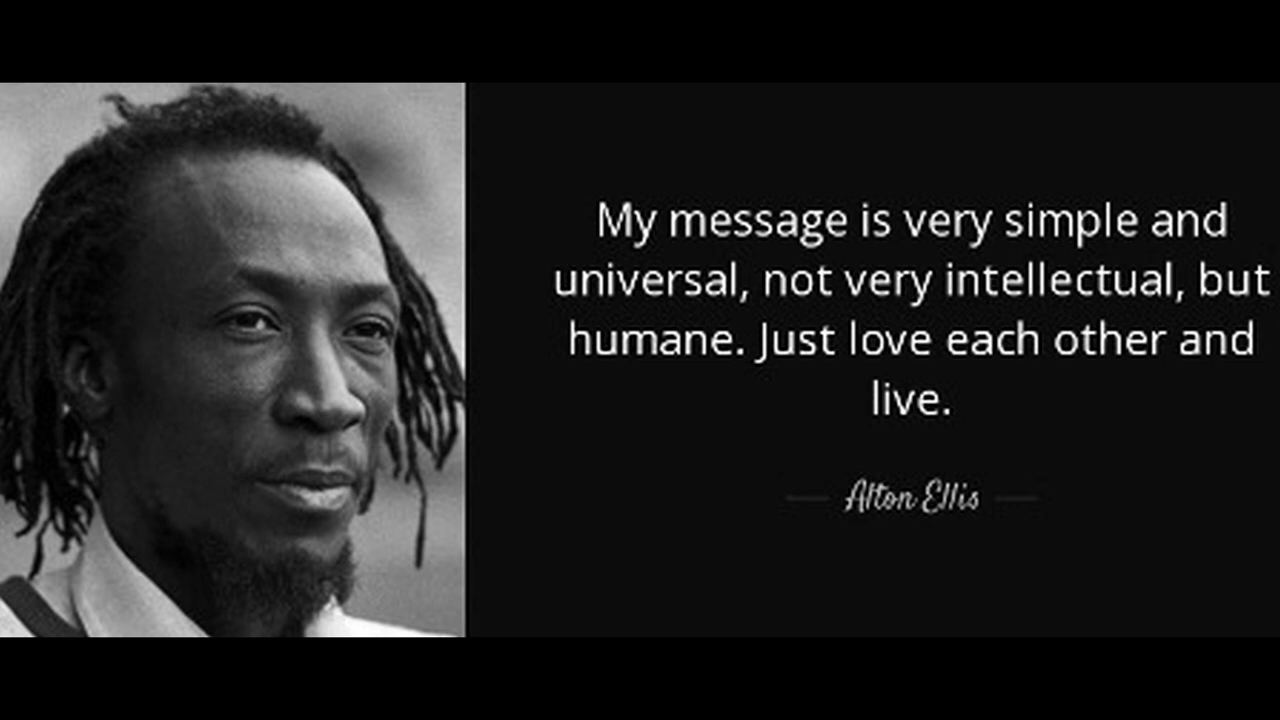 My message is very simple and
universal, not very intellectual, but
humane. Just love each other and
live.
Alton Ellis